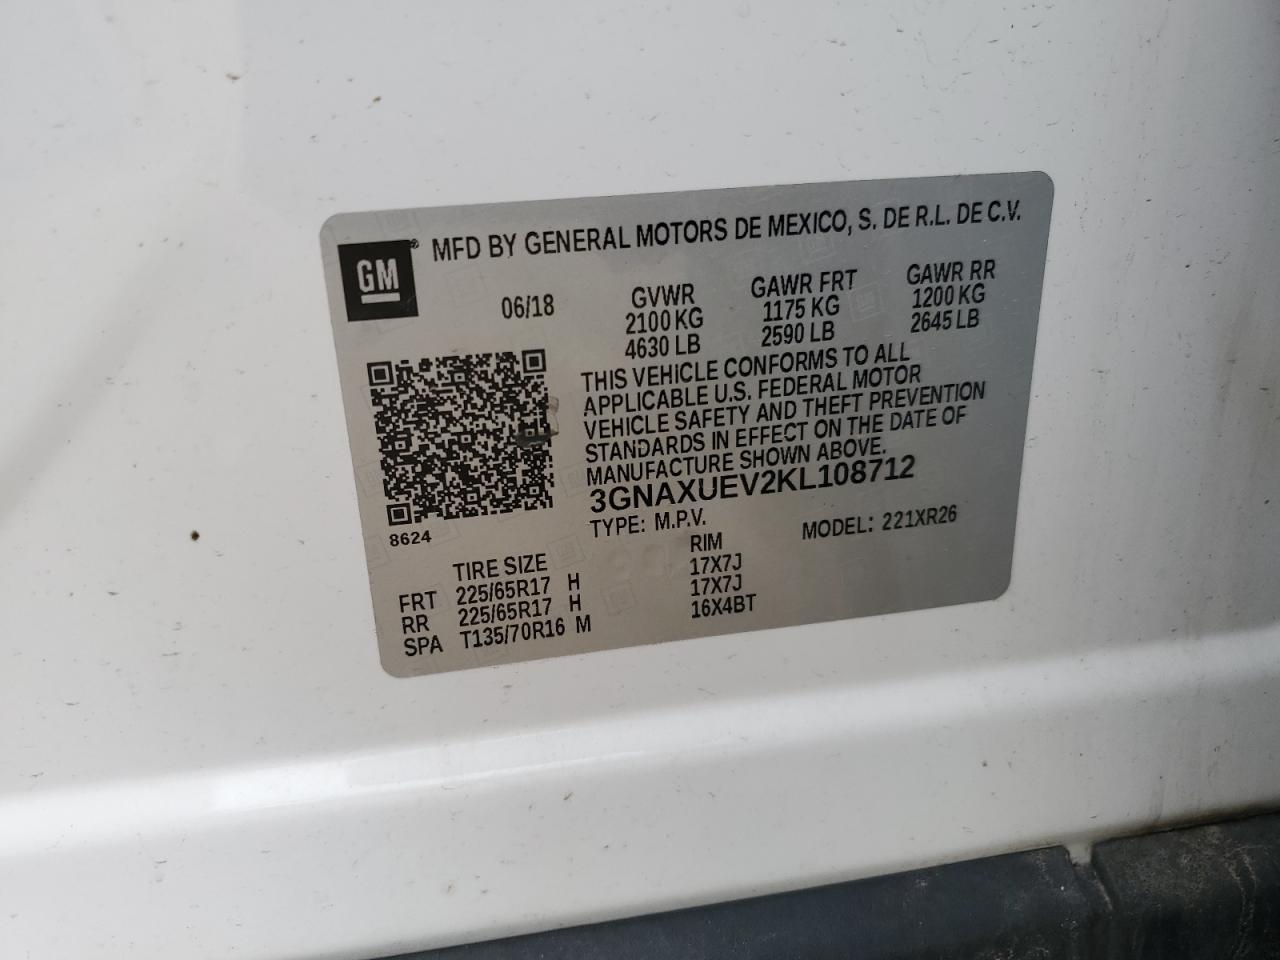 GM ® MFD BY GENERAL MOTORS DE MEXICO, S. DE R.L. DE C.V.
06/18
GVWR GAWR FRT GAWR RR
2100 KG 1175 KG 1200 KG
4630 LB 2590 LB 2645 LB
THIS VEHICLE CONFORMS TO ALL
APPLICABLE U.S. FEDERAL MOTOR
VEHICLE SAFETY AND THEFT PREVENTION
STANDARDS IN EFFECT ON THE DATE OF
MANUFACTURE SHOWN ABOVE.
3GNAXUEV2KL108712
TYPE: M.P.V. MODEL: 221XR26
8624
TIRE SIZE RIM
FRT 225/65R17 H 17X7J
RR 225/65R17 H 17X7J
SPA T135/70R16 M 16X4BT